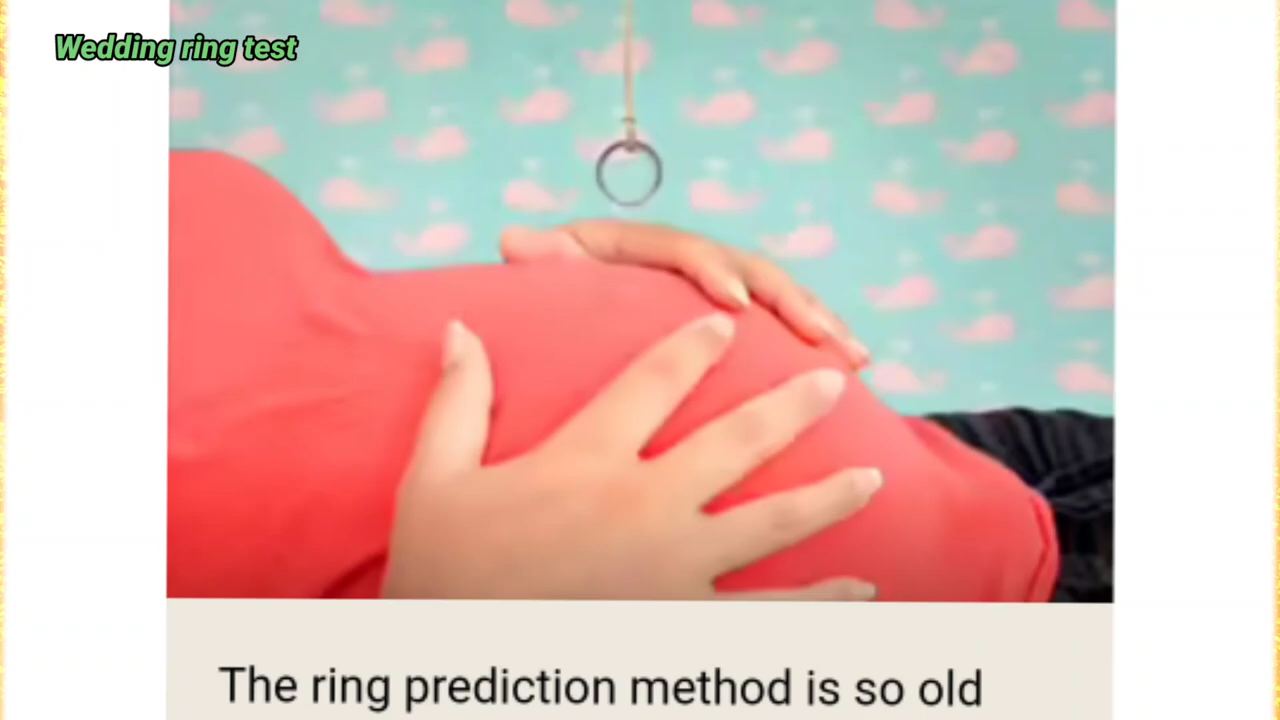 Wedding ring test
The ring prediction method is so old